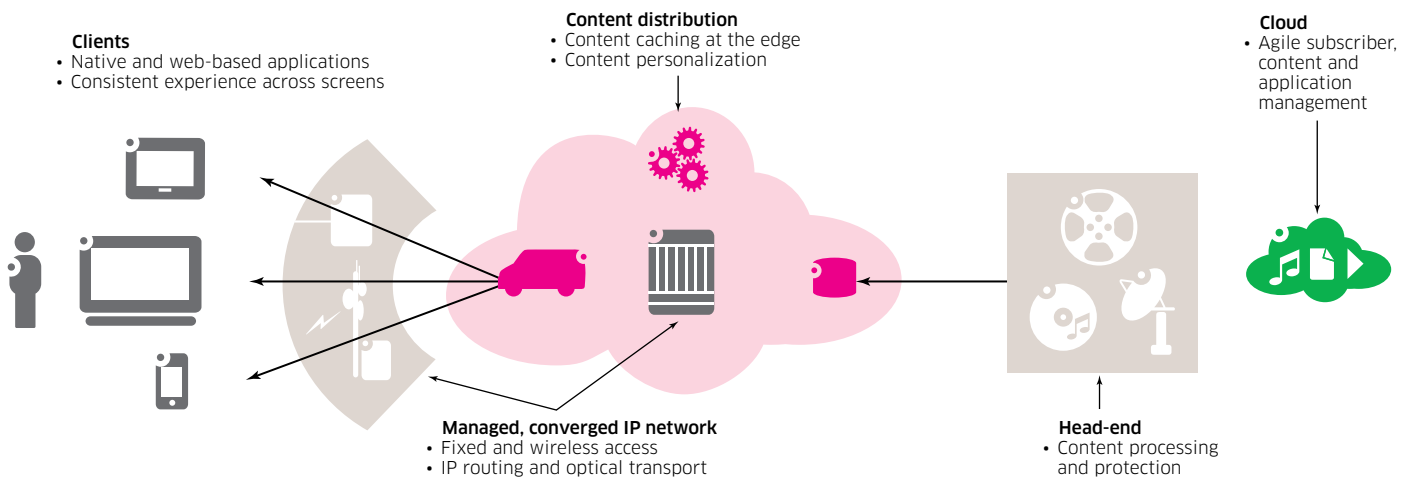 Clients
• Native and web-based applications
• Consistent experience across screens
Content distribution
• Content caching at the edge
• Content personalization
Cloud
• Agile subscriber,
content and
application
management
Managed, converged IP network
• Fixed and wireless access
• IP routing and optical transport
Head-end
• Content processing
and protection